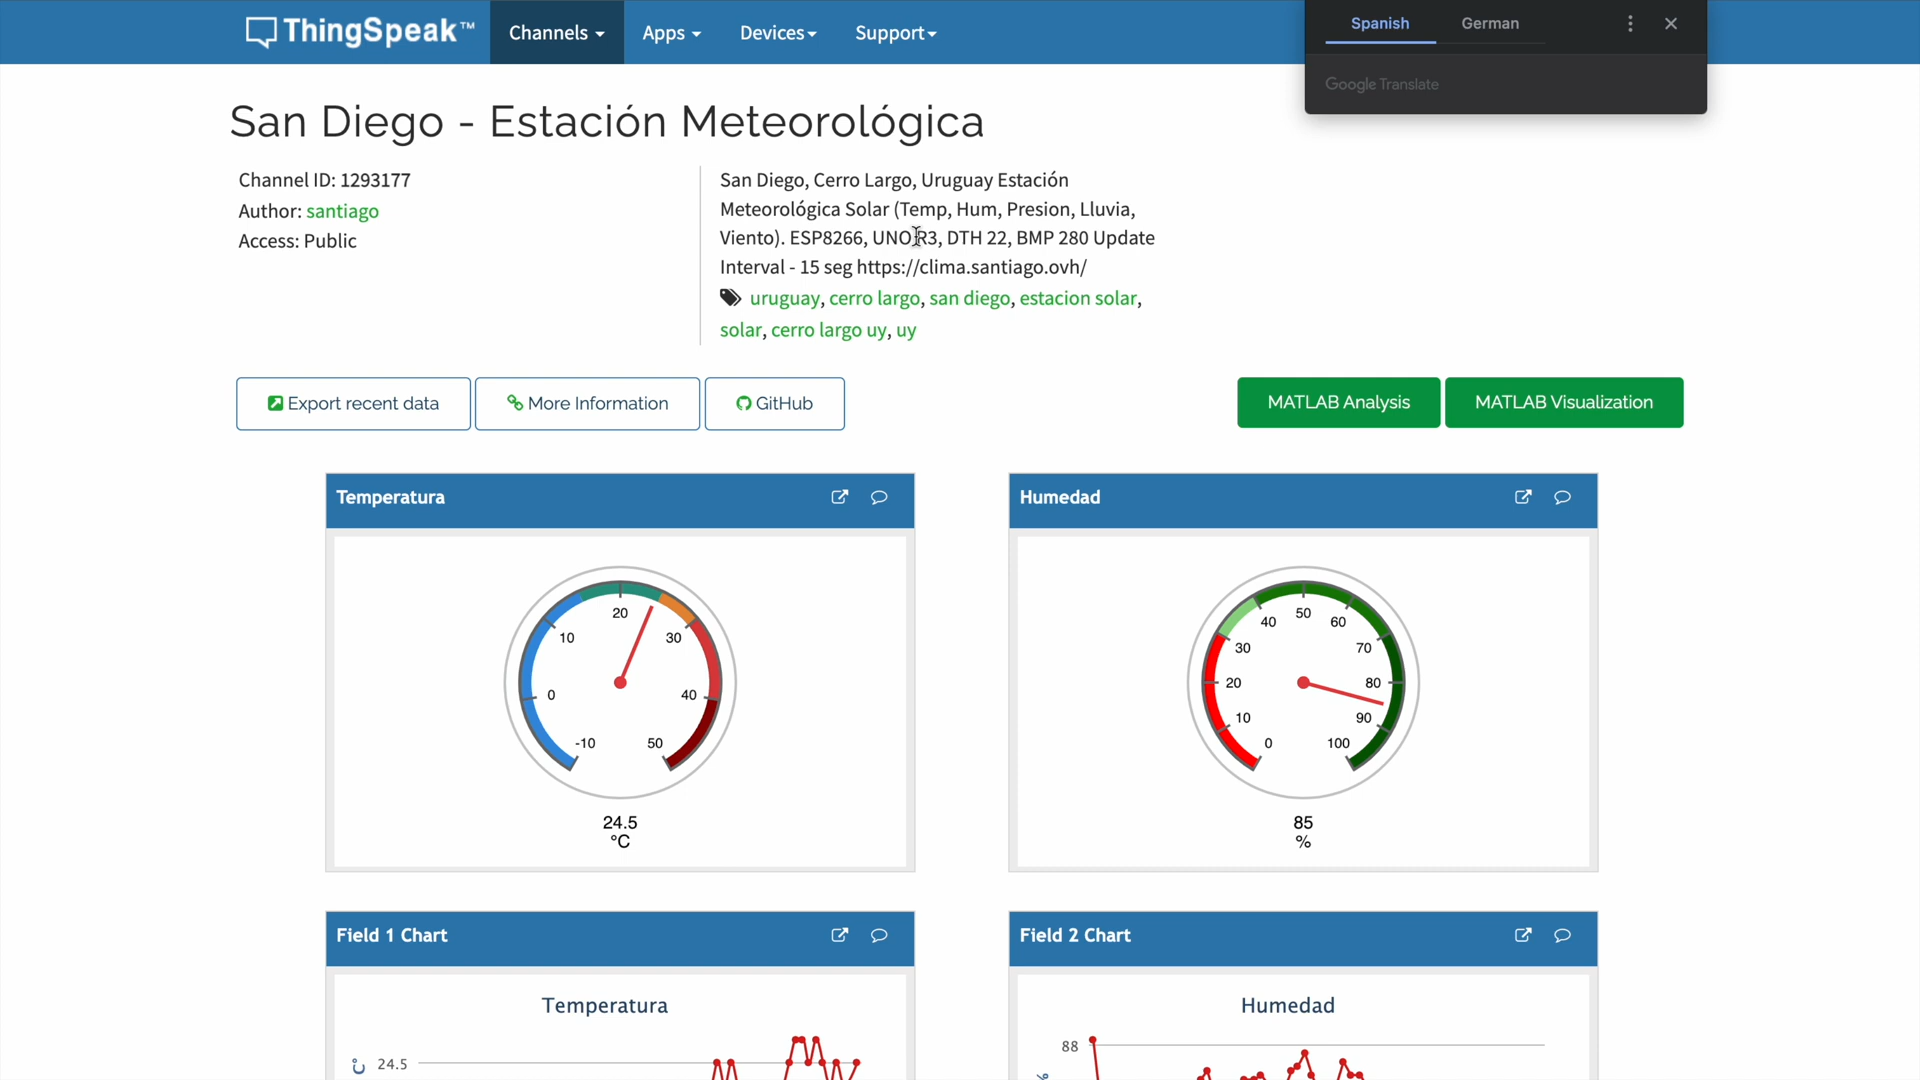 ThingSpeak™
Channels
Apps
Devices
Support
Spanish
German
Google Translate
San Diego - Estación Meteorológica
Channel ID: 1293177
Author: santiago
Access: Public
San Diego, Cerro Largo, Uruguay Estación
Meteorológica Solar (Temp, Hum, Presion, Lluvia,
Viento). ESP8266, UNO R3, DTH 22, BMP 280 Update
Interval - 15 seg https://clima.santiago.ovh/
uruguay, cerro largo, san diego, estacion solar,
solar, cerro largo uy, uy
Export recent data
More Information
GitHub
MATLAB Analysis
MATLAB Visualization
Temperatura
-10
0
10
20
30
40
50
24.5
°C
Humedad
0
10
20
30
40
50
60
70
80
90
100
85
%
Field 1 Chart
Temperatura
24.5
Field 2 Chart
Humedad
88